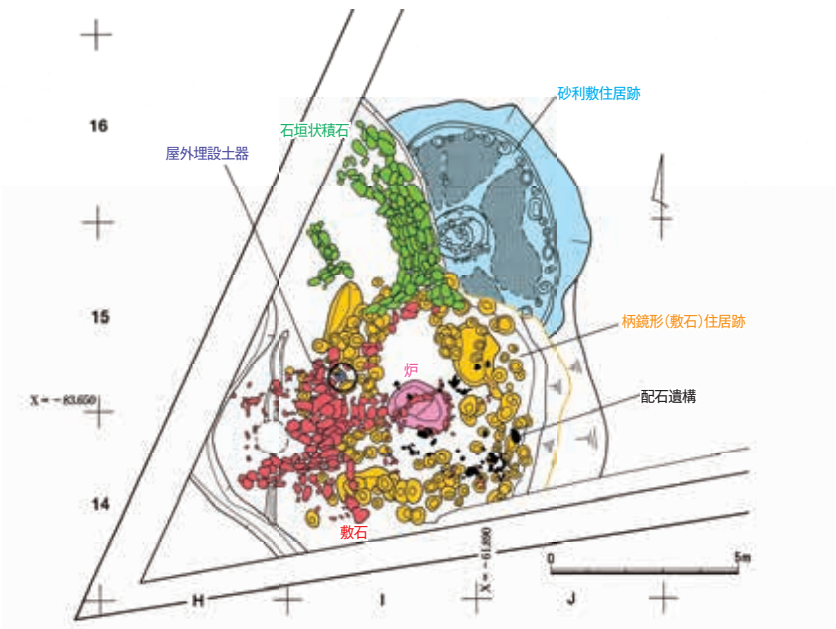 砂利敷住居跡
16
石垣状積石
屋外埋設土器
15
柄鏡形（敷石）住居跡
炉
配石遺構
X=-83.650
14
敷石
0
5m
H
I
J